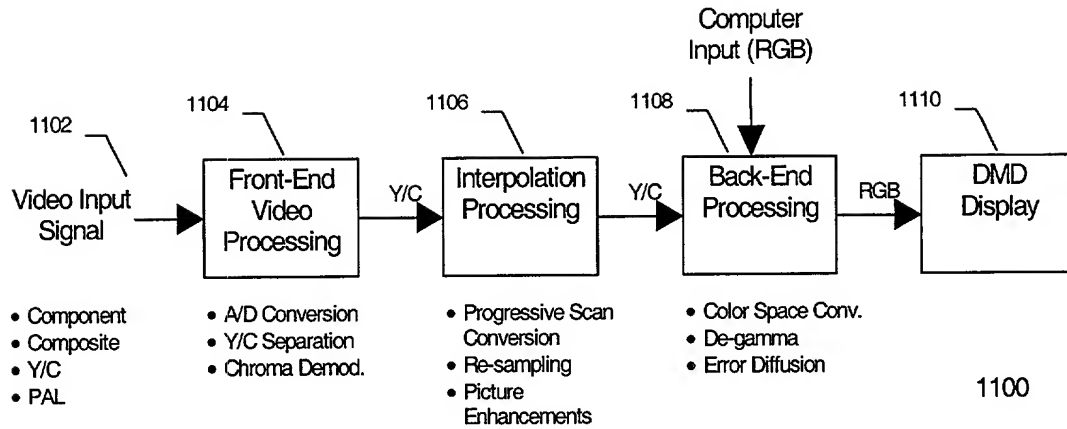 Computer
Input (RGB)
1102
1104
1106
1108
1110
Video Input
Signal
Front-End
Video
Processing
Y/C
Interpolation
Processing
Y/C
Back-End
Processing
RGB
DMD
Display
• Component
• Composite
• Y/C
• PAL
• A/D Conversion
• Y/C Separation
• Chroma Demod.
• Progressive Scan
Conversion
• Re-sampling
• Picture
Enhancements
• Color Space Conv.
• De-gamma
• Error Diffusion
1100